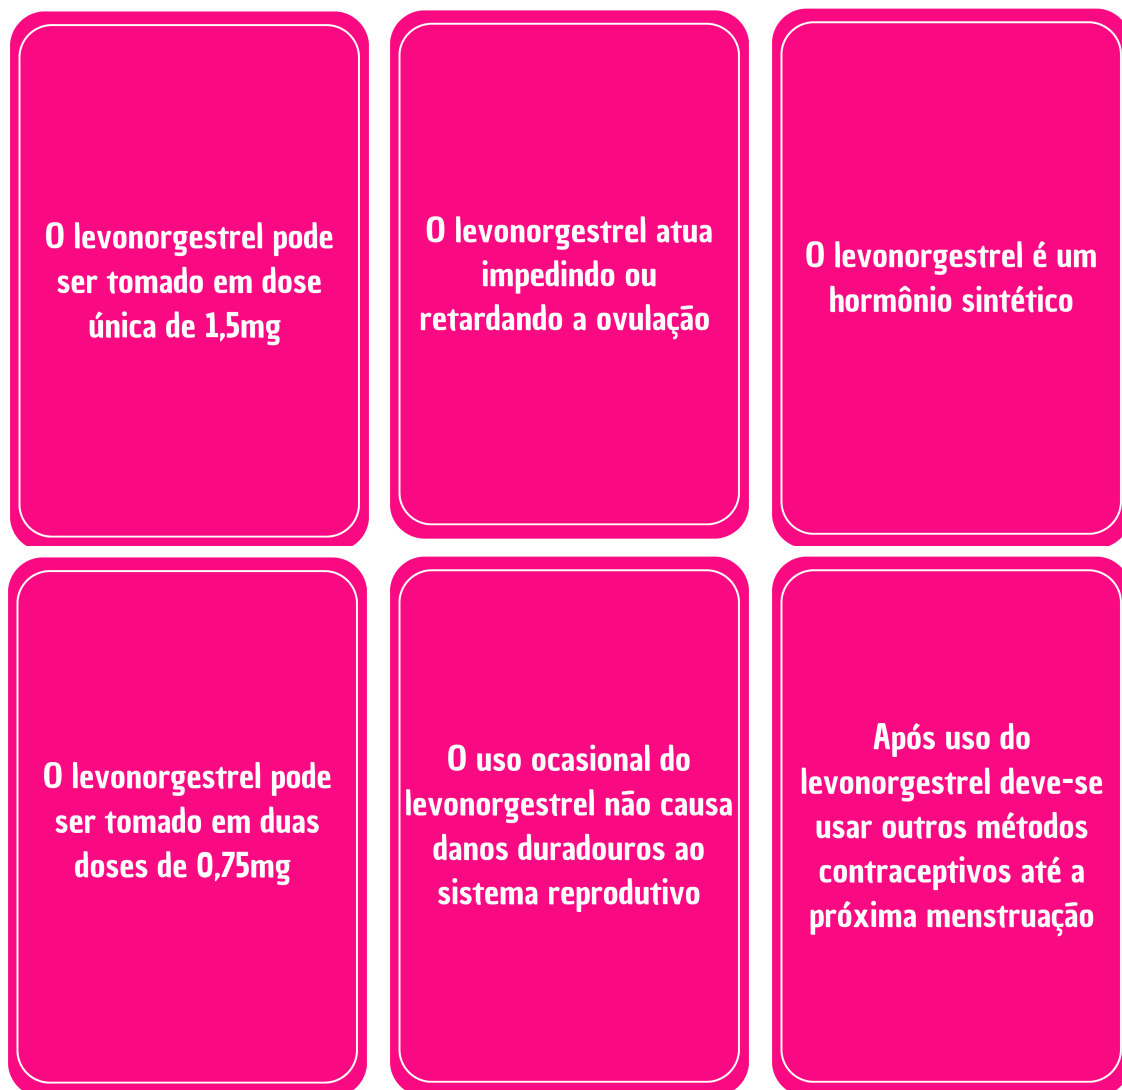 O levonorgestrel pode
ser tomado em dose
única de 1,5mg
O levonorgestrel atua
impedindo ou
retardando a ovulação
O levonorgestrel é um
hormônio sintético
O levonorgestrel pode
ser tomado em duas
doses de 0,75mg
O uso ocasional do
levonorgestrel não causa
danos duradouros ao
sistema reprodutivo
Após uso do
levonorgestrel deve-se
usar outros métodos
contraceptivos até a
próxima menstruação